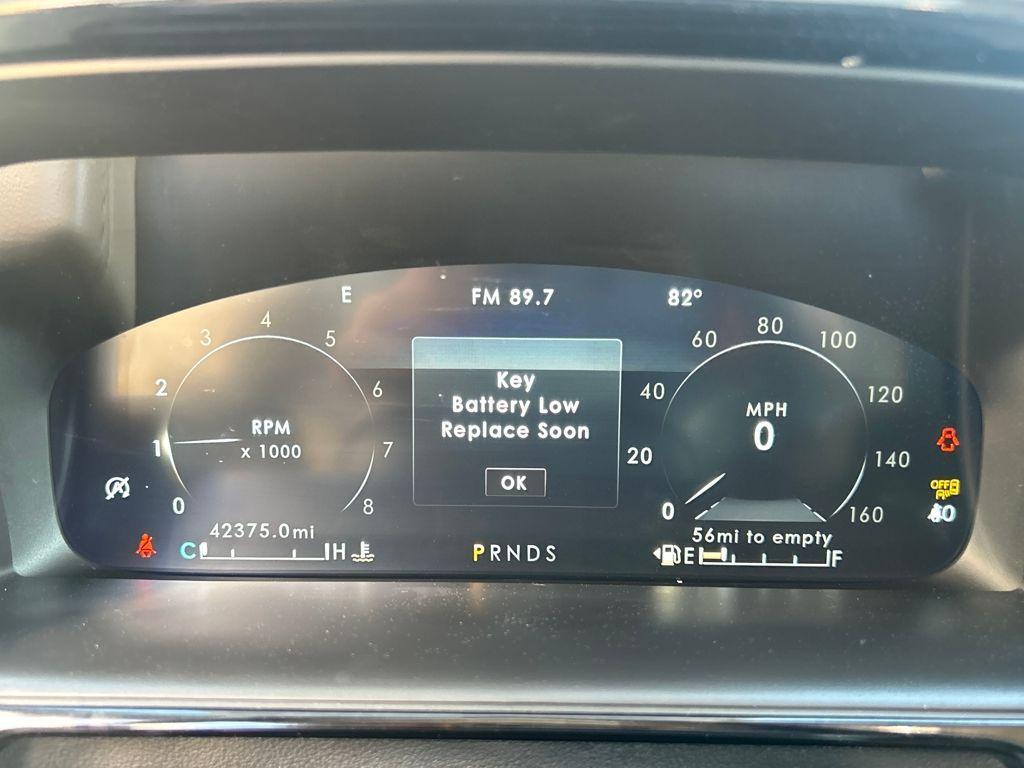 E FM 89.7 82°
4 80
3 5 60 100
2 6 40 120
Key
Battery Low
Replace Soon
RPM MPH
x 1000 0
1 7 20 140
OK
0 8 0 160
42375.0mi 56mi to empty
C H PRNDS E F
OFF